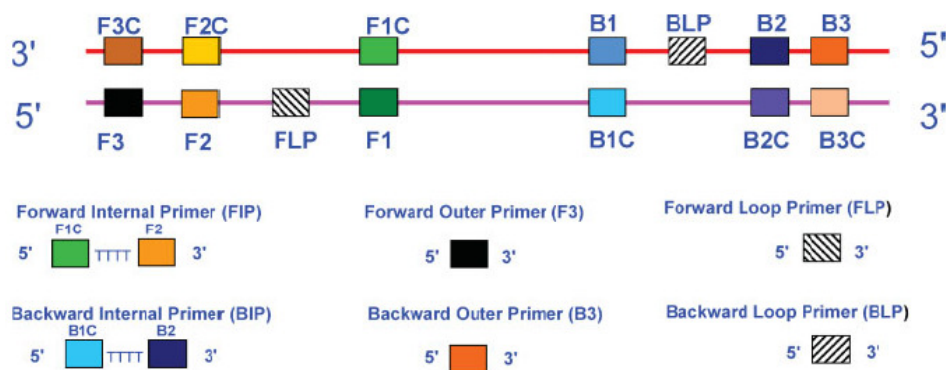 F3C F2C F1C B1 BLP B2 B3
3' 5'
5' 3'
F3 F2 FLP F1 B1C B2C B3C
Forward Internal Primer (FIP)
F1C F2
5' TTTT 3'
Forward Outer Primer (F3)
5' 3'
Forward Loop Primer (FLP)
5' 3'
Backward Internal Primer (BIP)
B1C B2
5' TTTT 3'
Backward Outer Primer (B3)
5' 3'
Backward Loop Primer (BLP)
5' 3'